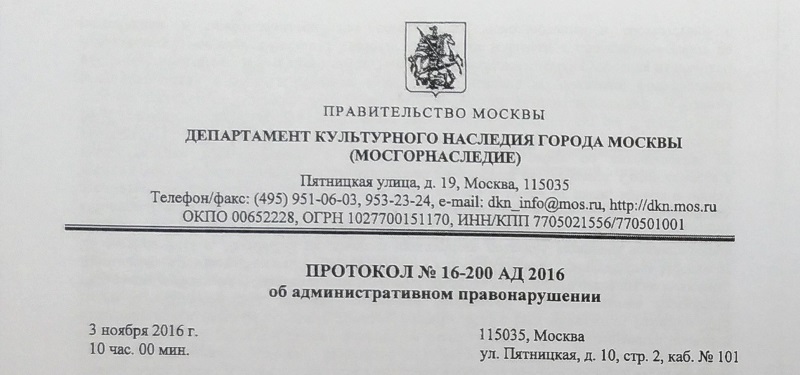 ПРАВИТЕЛЬСТВО МОСКВЫ
ДЕПАРТАМЕНТ КУЛЬТУРНОГО НАСЛЕДИЯ ГОРОДА МОСКВЫ
(МОСГОРНАСЛЕДИЕ)
Пятницкая улица, д. 19, Москва, 115035
Телефон/факс: (495) 951-06-03, 953-23-24, e-mail: dkn_info@mos.ru, http://dkn.mos.ru
ОКПО 00652228, ОГРН 1027700151170, ИНН/КПП 7705021556/770501001
ПРОТОКОЛ № 16-200 АД 2016
об административном правонарушении
3 ноября 2016 г.
10 час. 00 мин.
115035, Москва
ул. Пятницкая, д. 10, стр. 2, каб. № 101